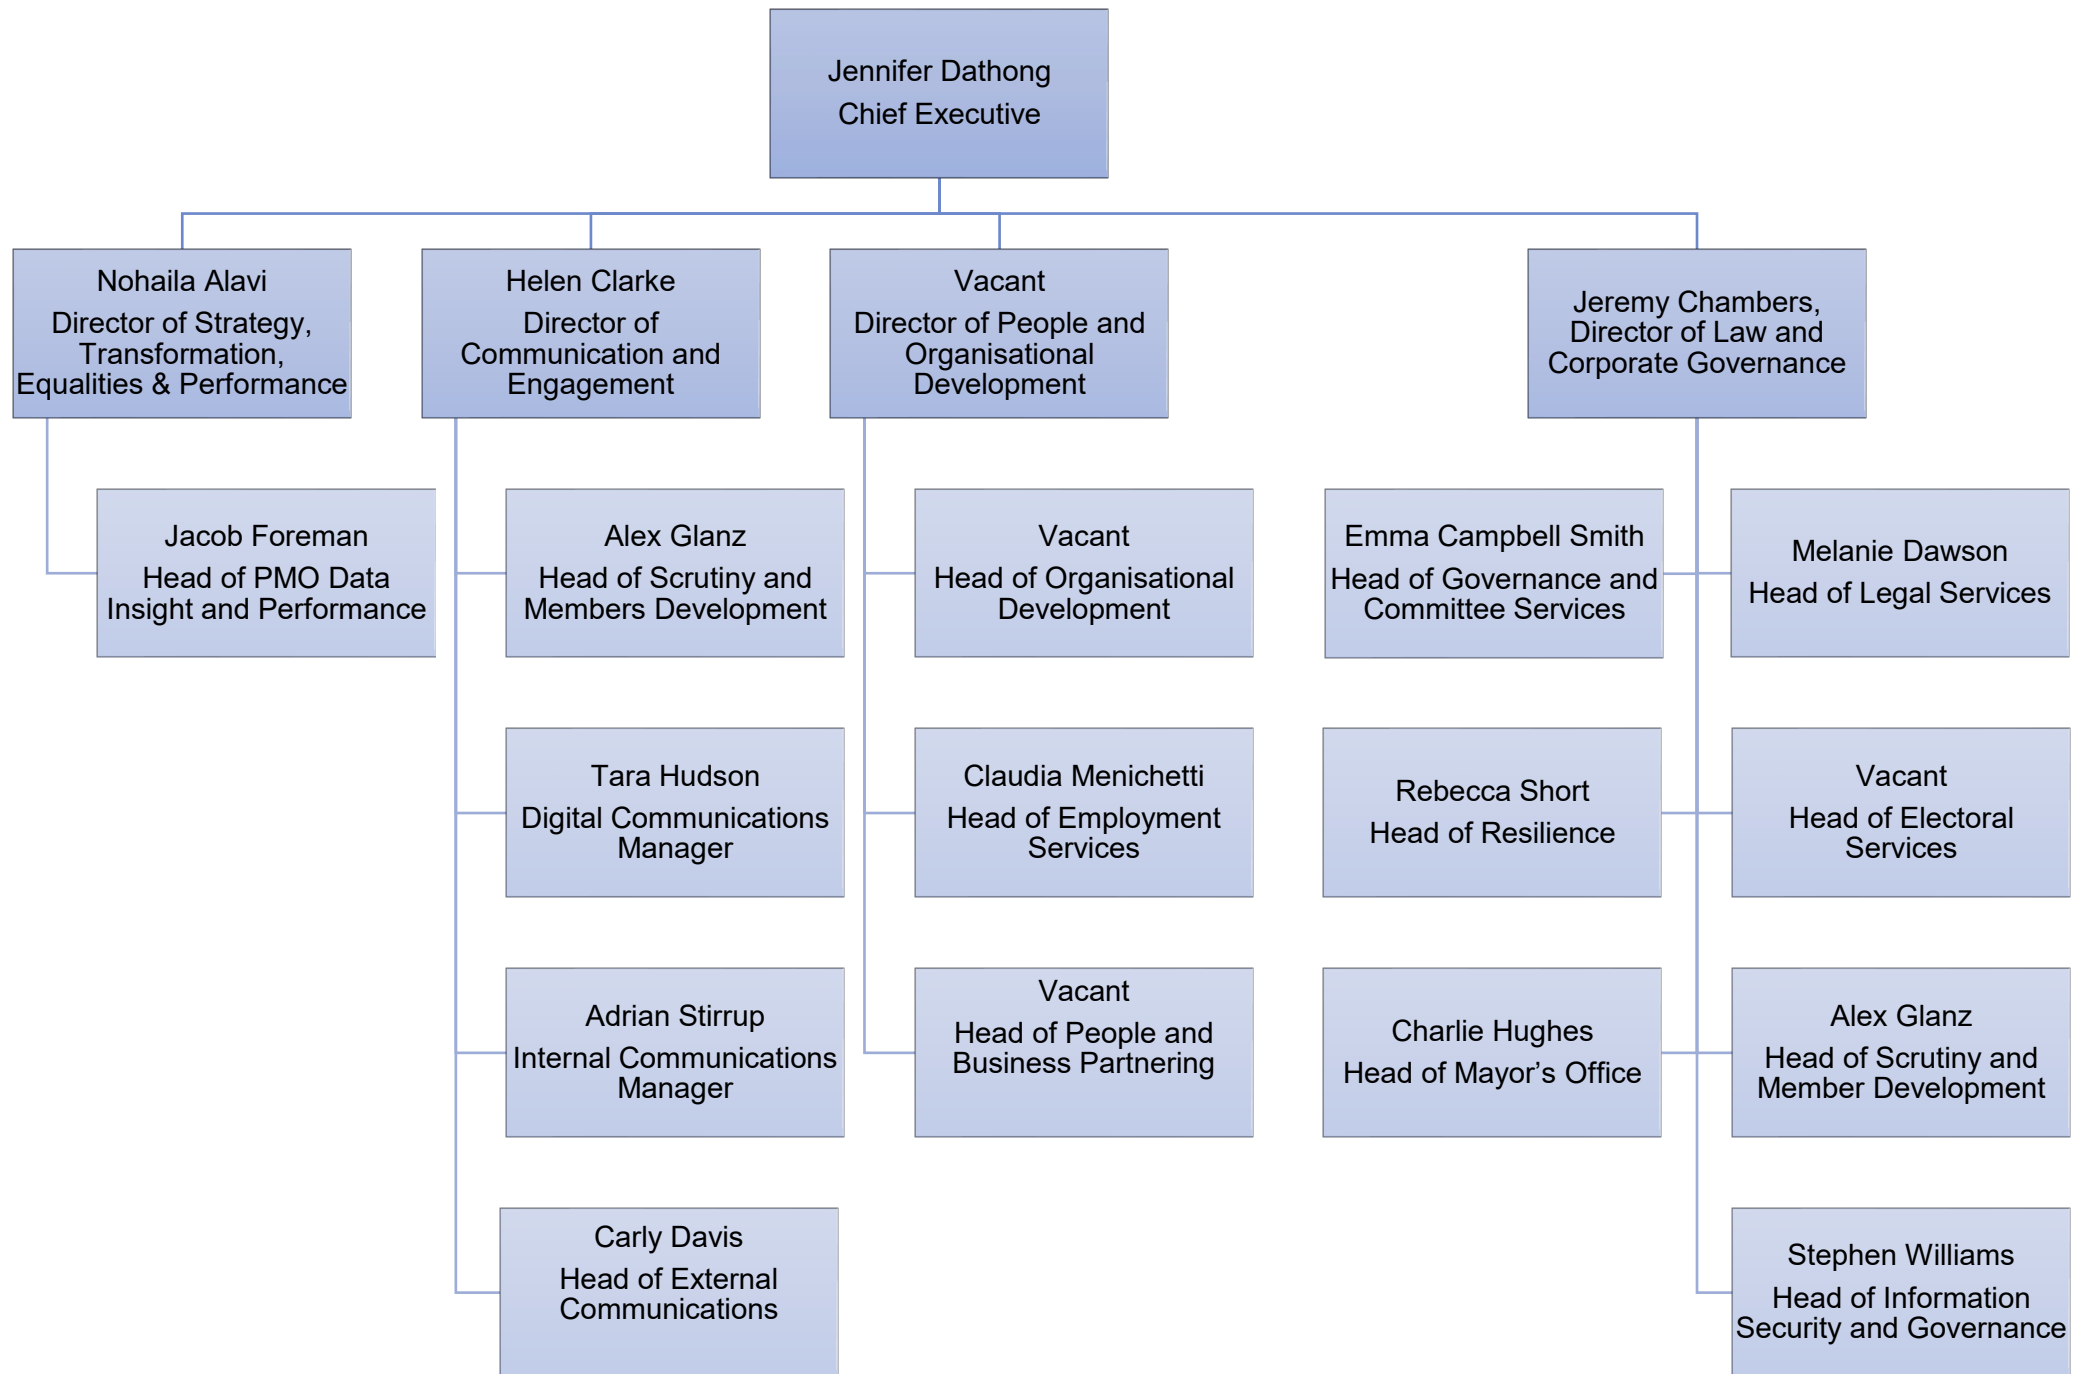 Jennifer Dathong
Chief Executive
Nohaila Alavi
Director of Strategy,
Transformation,
Equalities & Performance
Helen Clarke
Director of
Communication and
Engagement
Vacant
Director of People and
Organisational
Development
Jeremy Chambers,
Director of Law and
Corporate Governance
Jacob Foreman
Head of PMO Data
Insight and Performance
Alex Glanz
Head of Scrutiny and
Members Development
Vacant
Head of Organisational
Development
Emma Campbell Smith
Head of Governance and
Committee Services
Melanie Dawson
Head of Legal Services
Tara Hudson
Digital Communications
Manager
Claudia Menichetti
Head of Employment
Services
Rebecca Short
Head of Resilience
Vacant
Head of Electoral
Services
Adrian Stirrup
Internal Communications
Manager
Vacant
Head of People and
Business Partnering
Charlie Hughes
Head of Mayor’s Office
Alex Glanz
Head of Scrutiny and
Member Development
Carly Davis
Head of External
Communications
Stephen Williams
Head of Information
Security and Governance